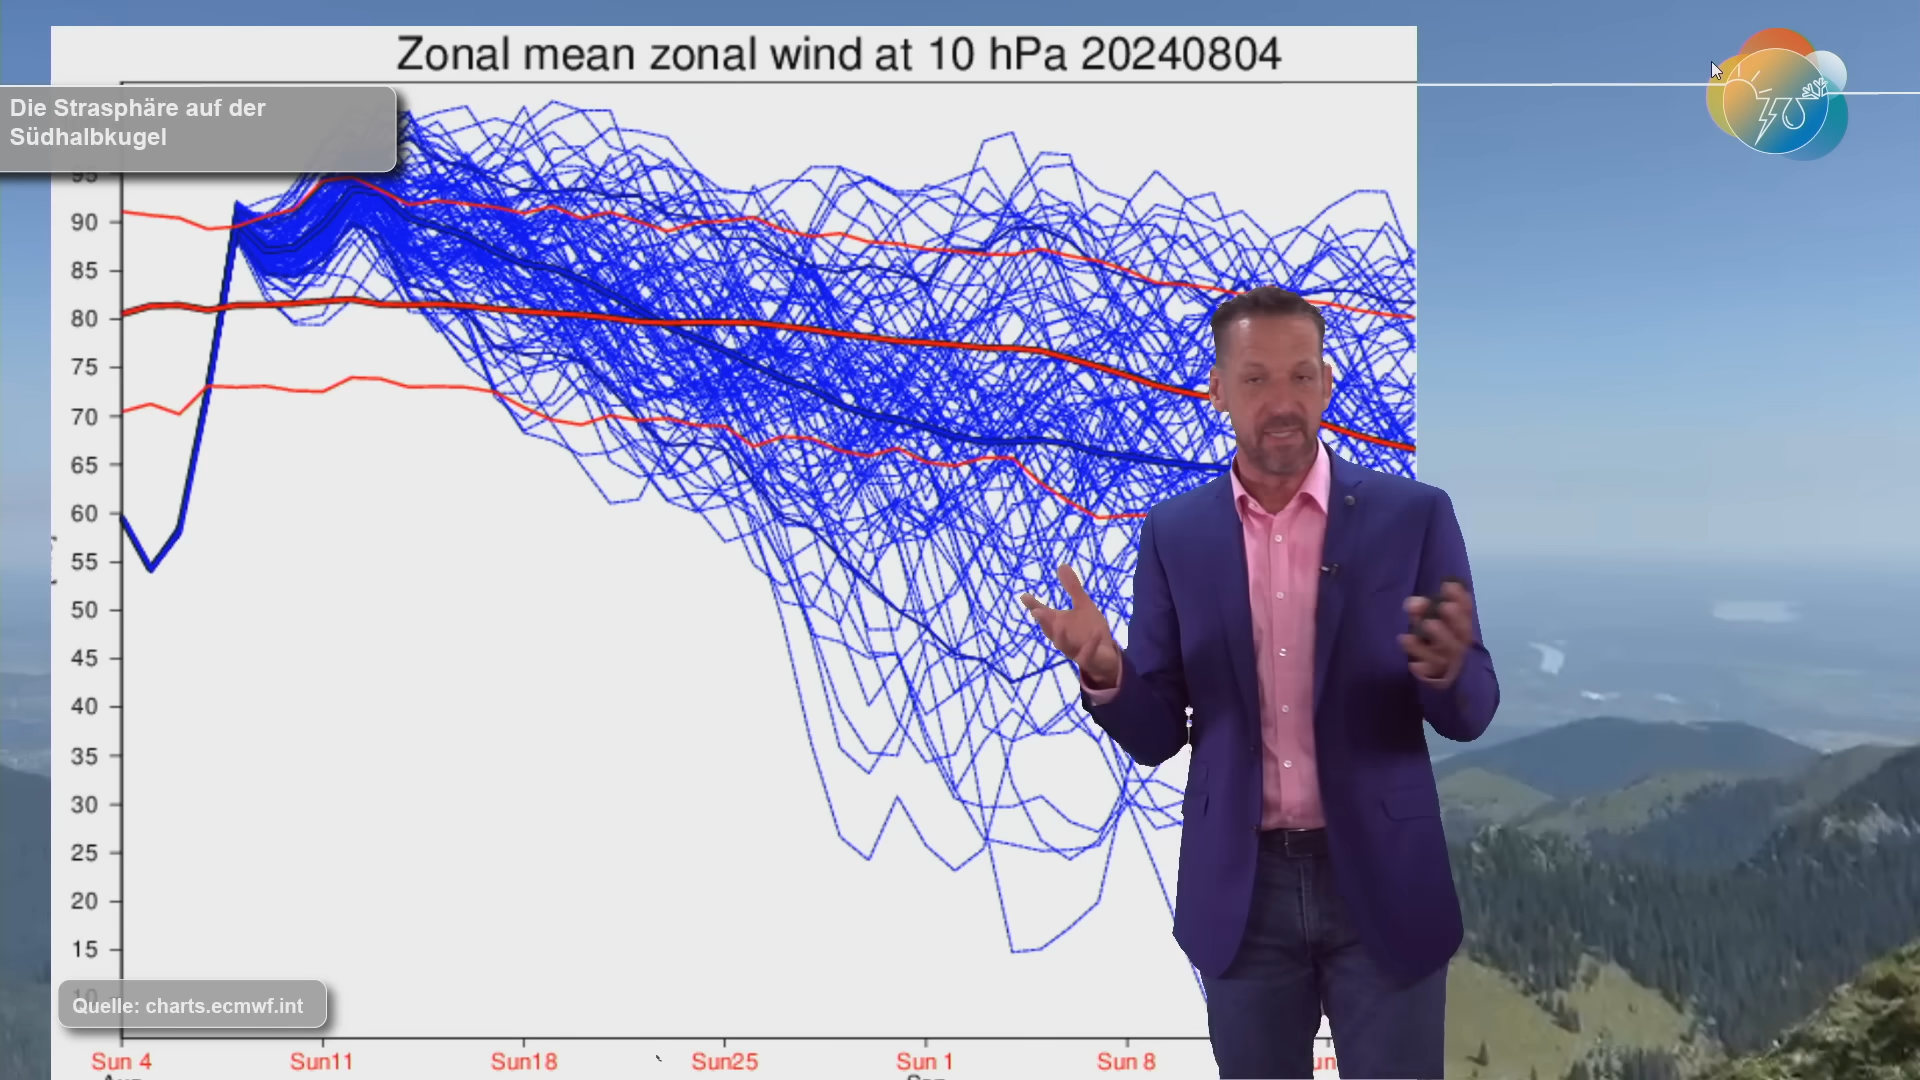 Zonal mean zonal wind at 10 hPa 20240804
Die Strasphäre auf der
Südhalbkugel
95
90
85
80
75
70
65
60
55
50
45
40
35
30
25
20
15
10
Quelle: charts.ecmwf.int
Sun 4
Sun11
Sun18
Sun25
Sun 1
Sun 8